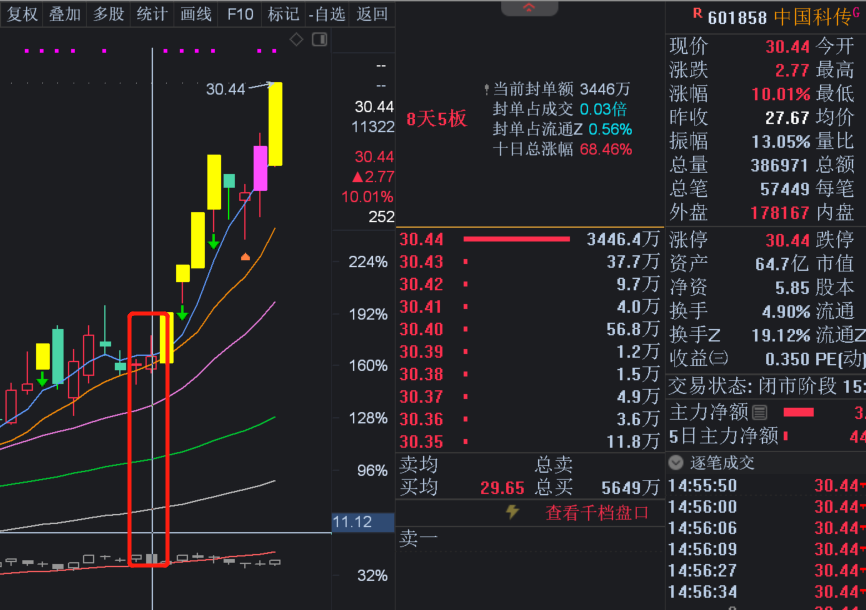 复权 叠加 多股 统计 画线 F10 标记 -自选 返回
--
--
30.44
30.44
11322
30.44
▲2.77
10.01%
252
224%
192%
160%
128%
96%
11.12
32%
8天5板
当前封单额 3446万
封单占成交 0.03倍
封单占流通Z 0.56%
十日总涨幅 68.46%
30.44 3446.4万
30.43 37.7万
30.42 9.7万
30.41 4.0万
30.40 56.8万
30.39 1.2万
30.38 1.5万
30.37 4.9万
30.36 3.6万
30.35 11.8万
卖均 总卖
买均 29.65 总买 5649万
查看千档盘口
卖一
R 601858 中国科传 G
现价 30.44 今开
涨跌 2.77 最高
涨幅 10.01% 最低
昨收 27.67 均价
振幅 13.05% 量比
总量 386971 总额
总笔 57449 每笔
外盘 178167 内盘
涨停 30.44 跌停
资产 64.7亿 市值
净资 5.85 股本
换手 4.90% 流通
换手Z 19.12% 流通Z
收益㈢ 0.350 PE(动)
交易状态: 闭市阶段 15:
主力净额 3.
5日主力净额 44
逐笔成交
14:55:50 30.44
14:56:00 30.44
14:56:06 30.44
14:56:09 30.44
14:56:27 30.44
14:56:34 30.44